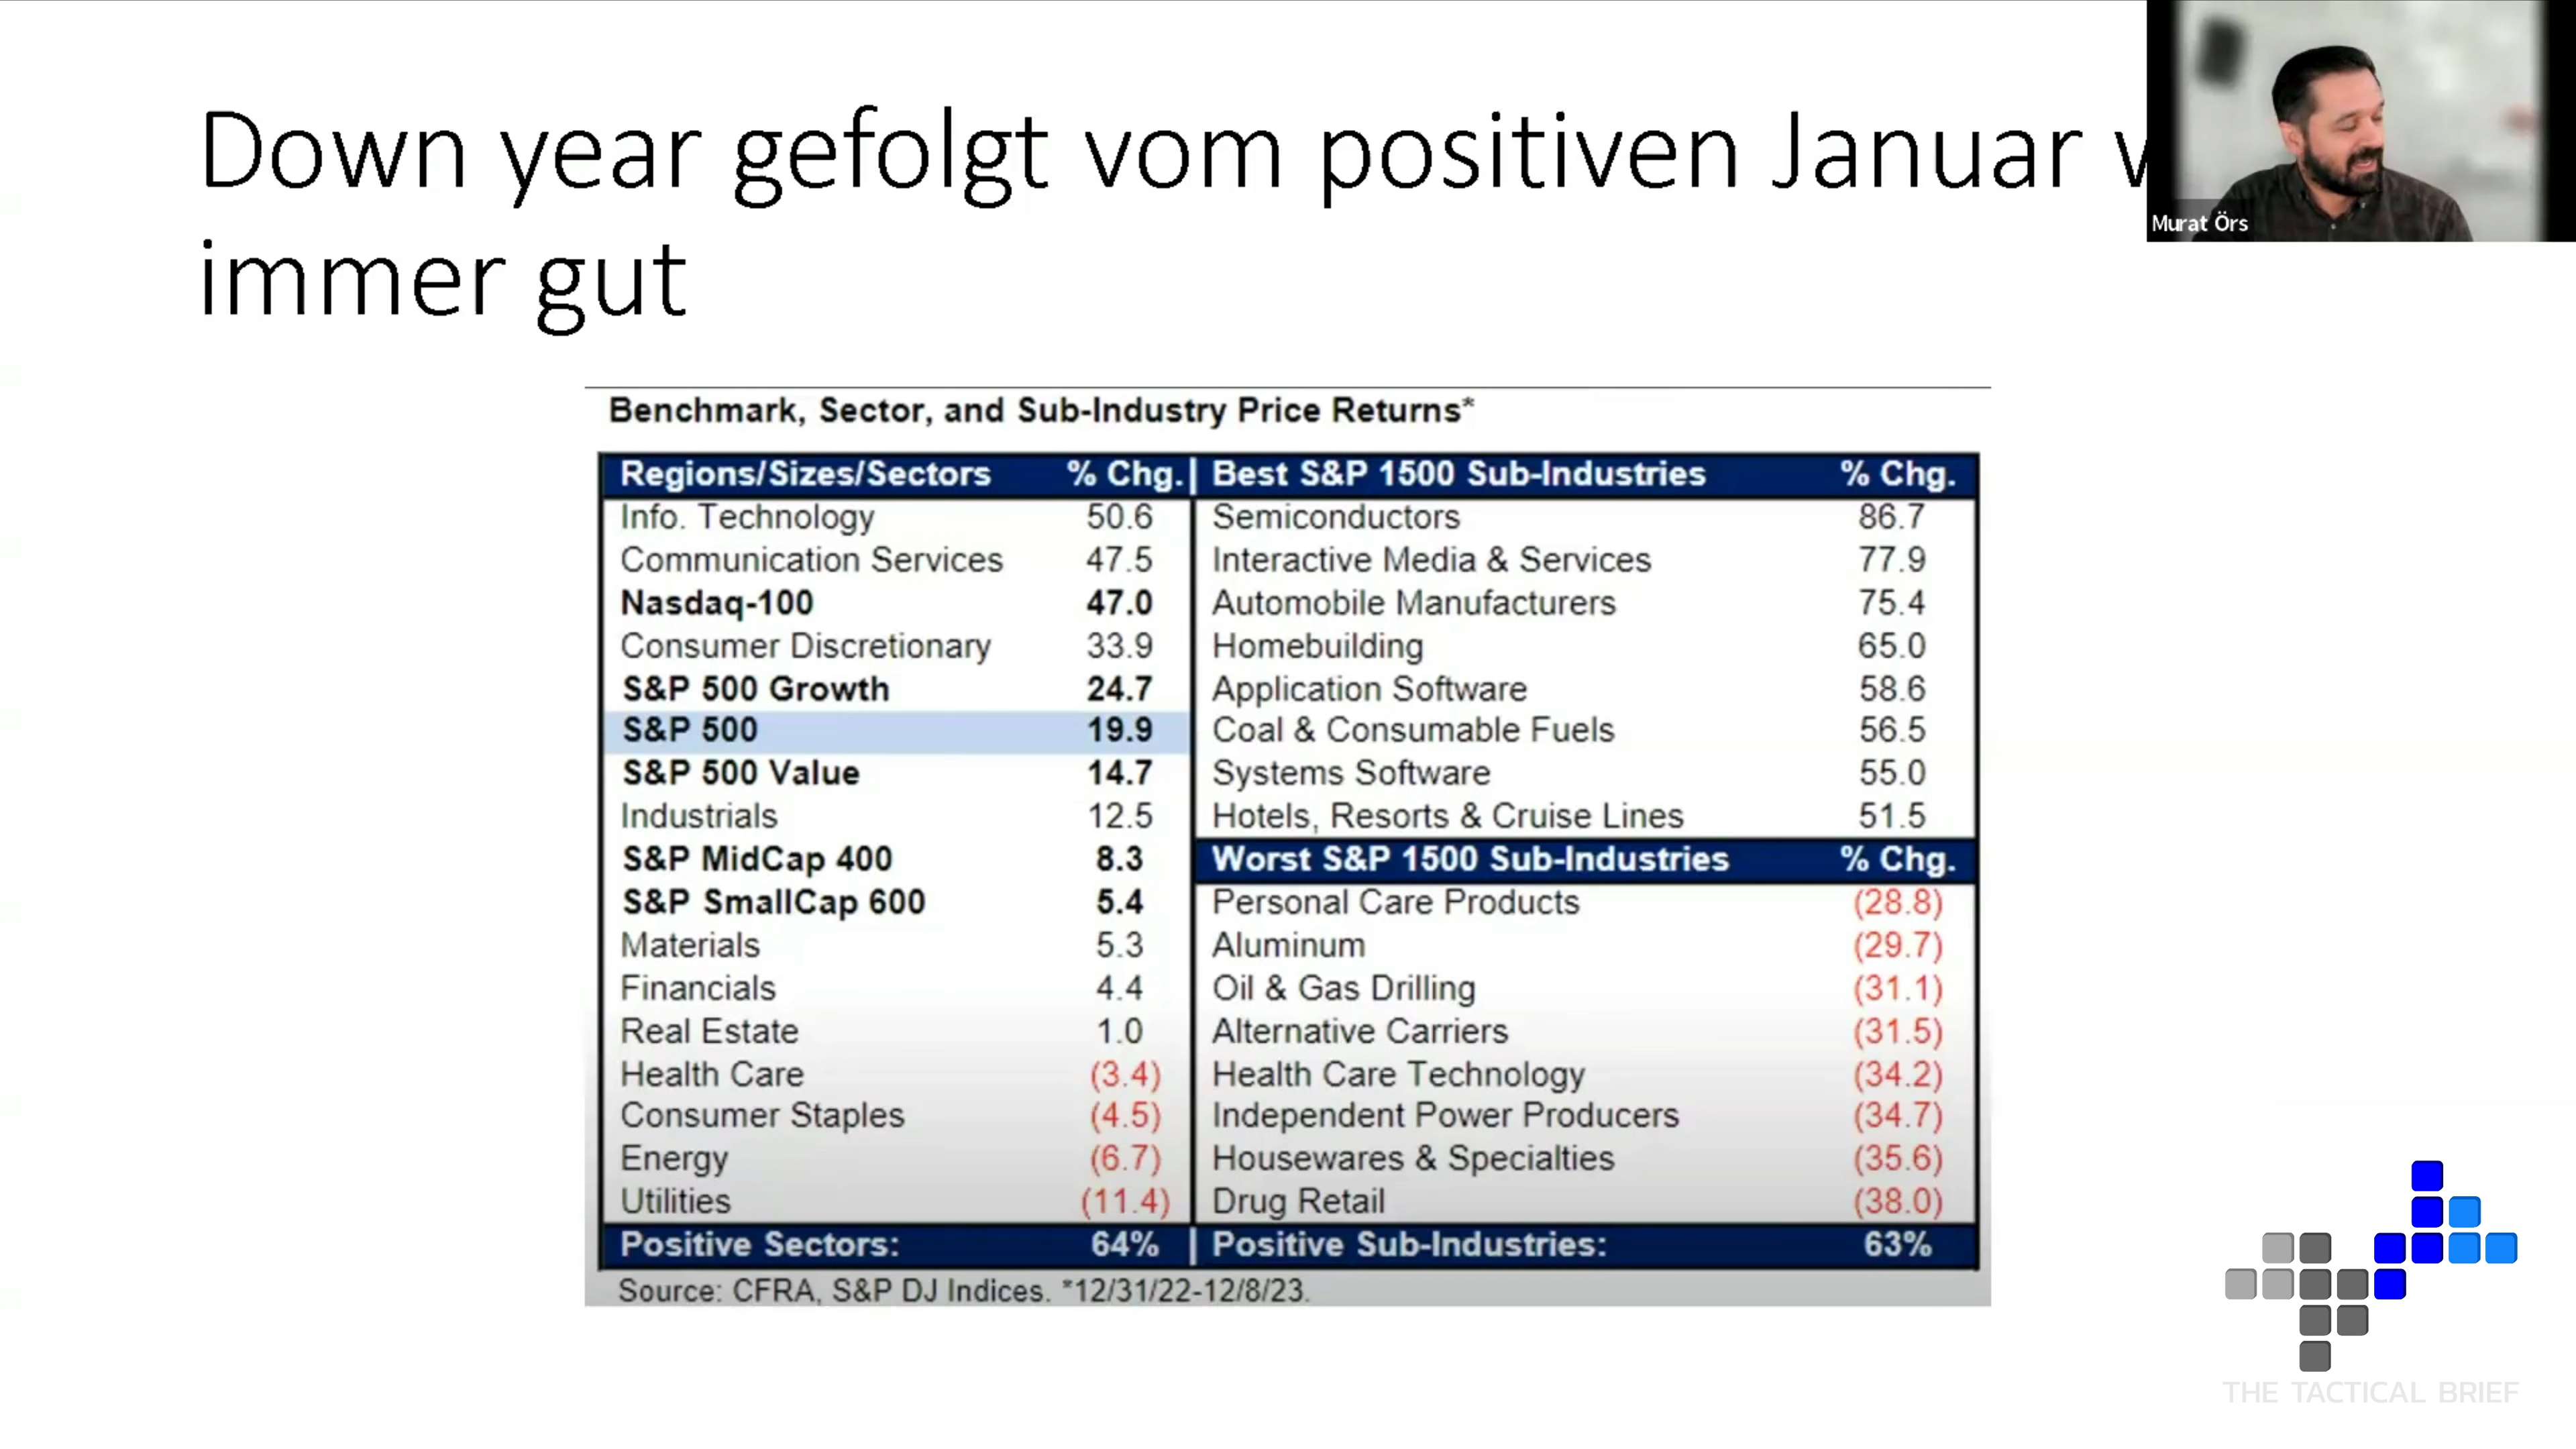 Down year gefolgt vom positiven Januar
immer gut
Murat Örs
Benchmark, Sector, and Sub-Industry Price Returns*
Regions/Sizes/Sectors % Chg. | Best S&P 1500 Sub-Industries % Chg.
Info. Technology 50.6 Semiconductors 86.7
Communication Services 47.5 Interactive Media & Services 77.9
Nasdaq-100 47.0 Automobile Manufacturers 75.4
Consumer Discretionary 33.9 Homebuilding 65.0
S&P 500 Growth 24.7 Application Software 58.6
S&P 500 19.9 Coal & Consumable Fuels 56.5
S&P 500 Value 14.7 Systems Software 55.0
Industrials 12.5 Hotels, Resorts & Cruise Lines 51.5
S&P MidCap 400 8.3 Worst S&P 1500 Sub-Industries % Chg.
S&P SmallCap 600 5.4 Personal Care Products (28.8)
Materials 5.3 Aluminum (29.7)
Financials 4.4 Oil & Gas Drilling (31.1)
Real Estate 1.0 Alternative Carriers (31.5)
Health Care (3.4) Health Care Technology (34.2)
Consumer Staples (4.5) Independent Power Producers (34.7)
Energy (6.7) Housewares & Specialties (35.6)
Utilities (11.4) Drug Retail (38.0)
Positive Sectors: 64% | Positive Sub-Industries: 63%
Source: CFRA, S&P DJ Indices. *12/31/22-12/8/23.
THE TACTICAL BRIEF